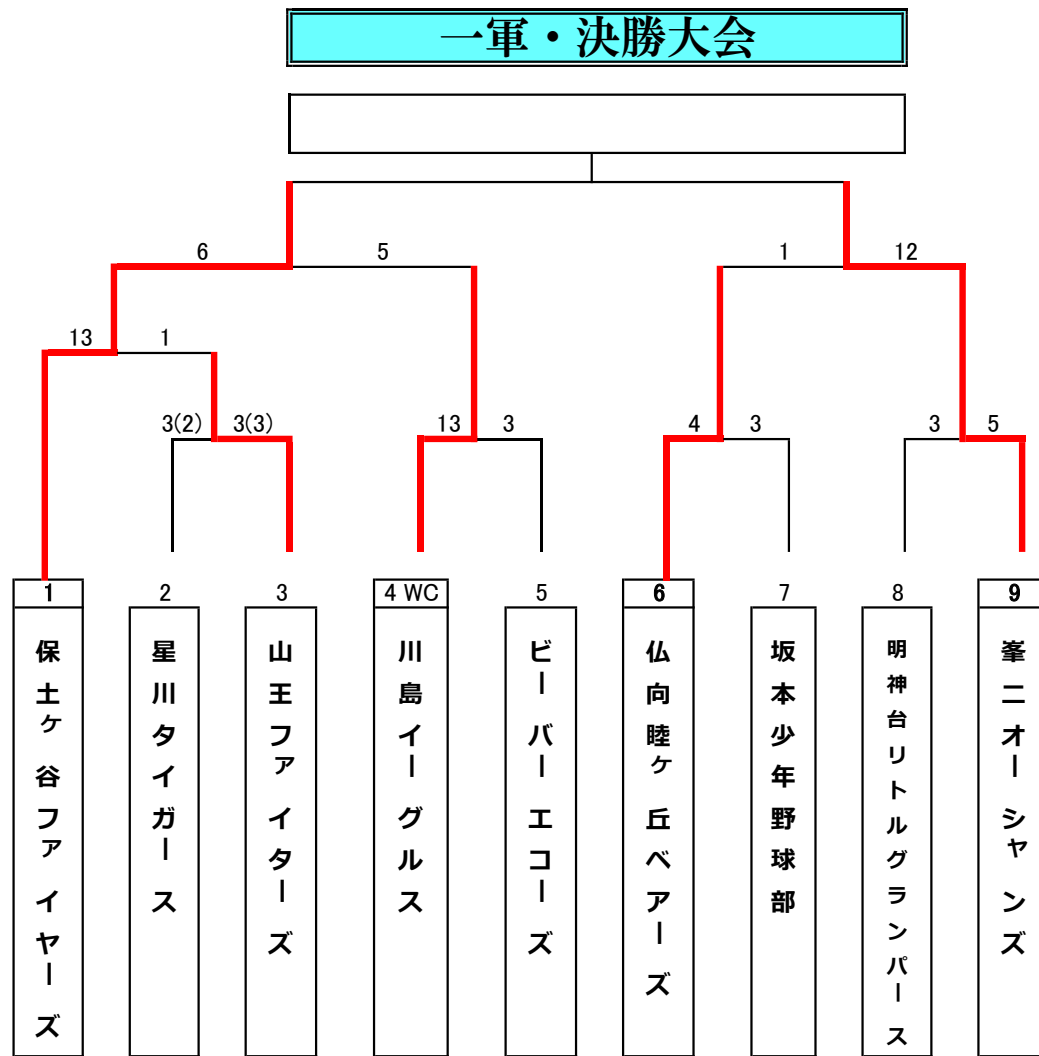 一軍・決勝大会
6 5 1 12
13 1
3(2) 3(3) 13 3 4 3 3 5
1 2 3 4 WC 5 6 7 8 9
保土ヶ谷ファイヤーズ
星川タイガース
山王ファイターズ
川島イーグルス
ビーバーエコーズ
仏向睦ヶ丘ベアーズ
坂本少年野球部
明神台リトルグランパース
峯二オーシャンズ